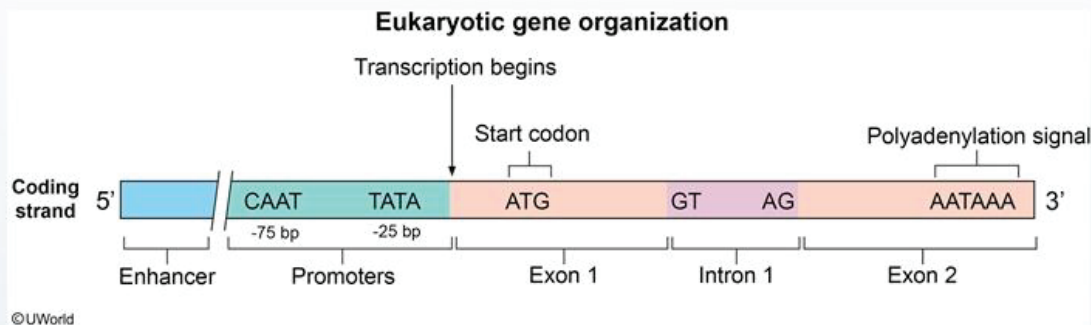 Eukaryotic gene organization
Transcription begins
Start codon
Polyadenylation signal
Coding
strand
5’ CAAT TATA ATG GT AG AATAAA 3’
-75 bp -25 bp
Enhancer Promoters Exon 1 Intron 1 Exon 2
©UWorld